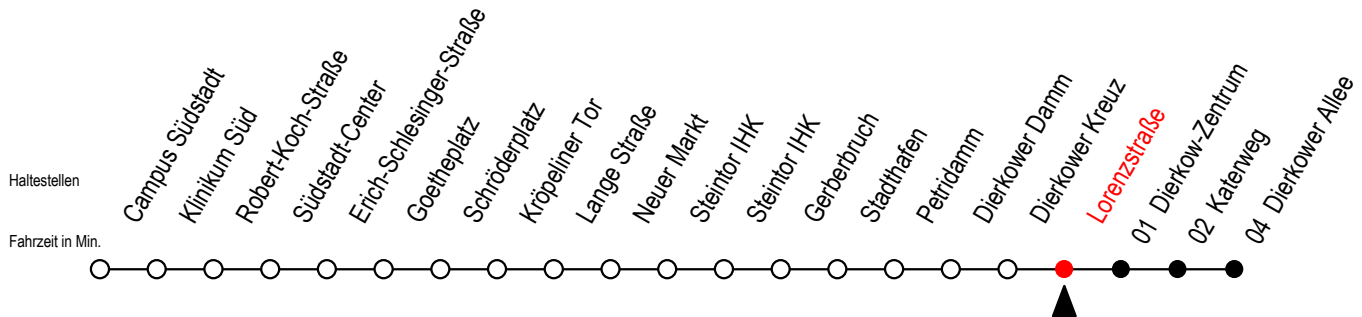 Haltestellen
Fahrzeit in Min.
Campus Südstadt
Klinikum Süd
Robert-Koch-Straße
Südstadt-Center
Erich-Schlesinger-Straße
Goetheplatz
Schröderplatz
Kröpeliner Tor
Lange Straße
Neuer Markt
Steintor IHK
Steintor IHK
Gerberbruch
Stadthafen
Petridamm
Dierkower Damm
Dierkower Kreuz
Lorenzstraße
01 Dierkow-Zentrum
02 Katerweg
04 Dierkower Allee